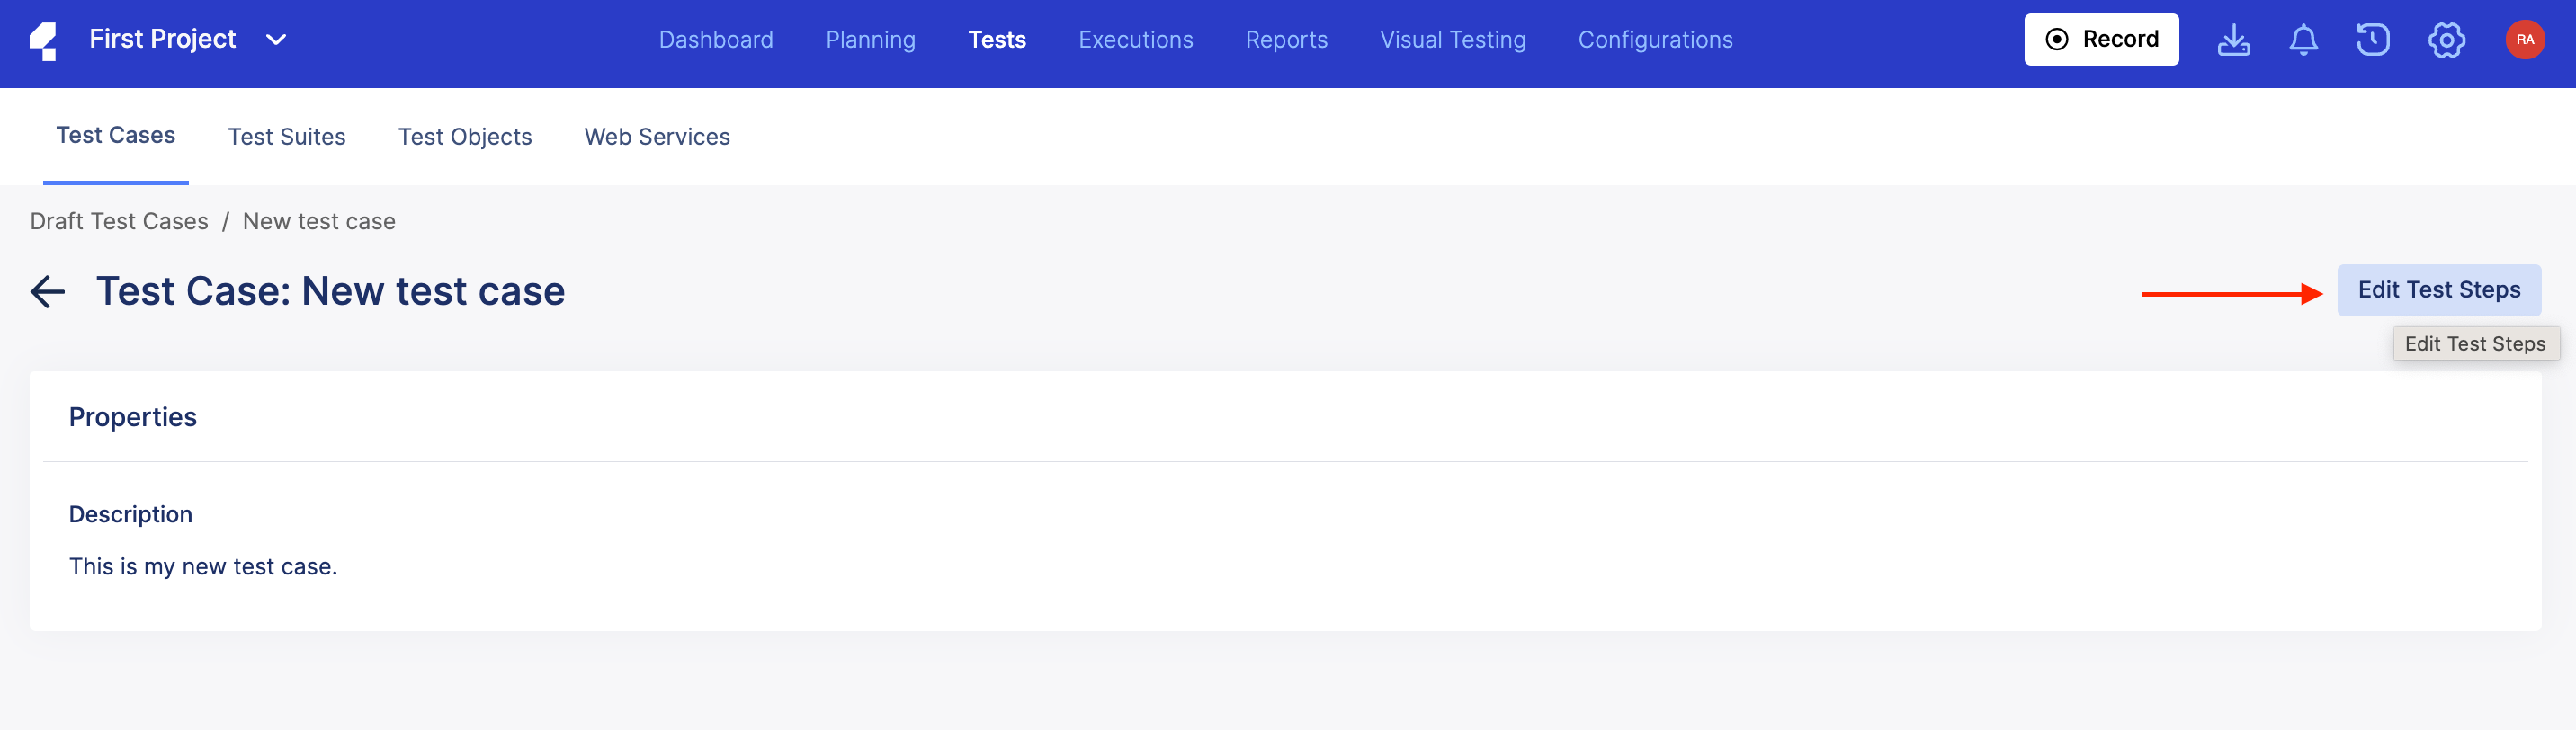 First Project
Dashboard Planning Tests Executions Reports Visual Testing Configurations
Record
RA
Test Cases Test Suites Test Objects Web Services
Draft Test Cases / New test case
Test Case: New test case
Edit Test Steps
Edit Test Steps
Properties
Description
This is my new test case.